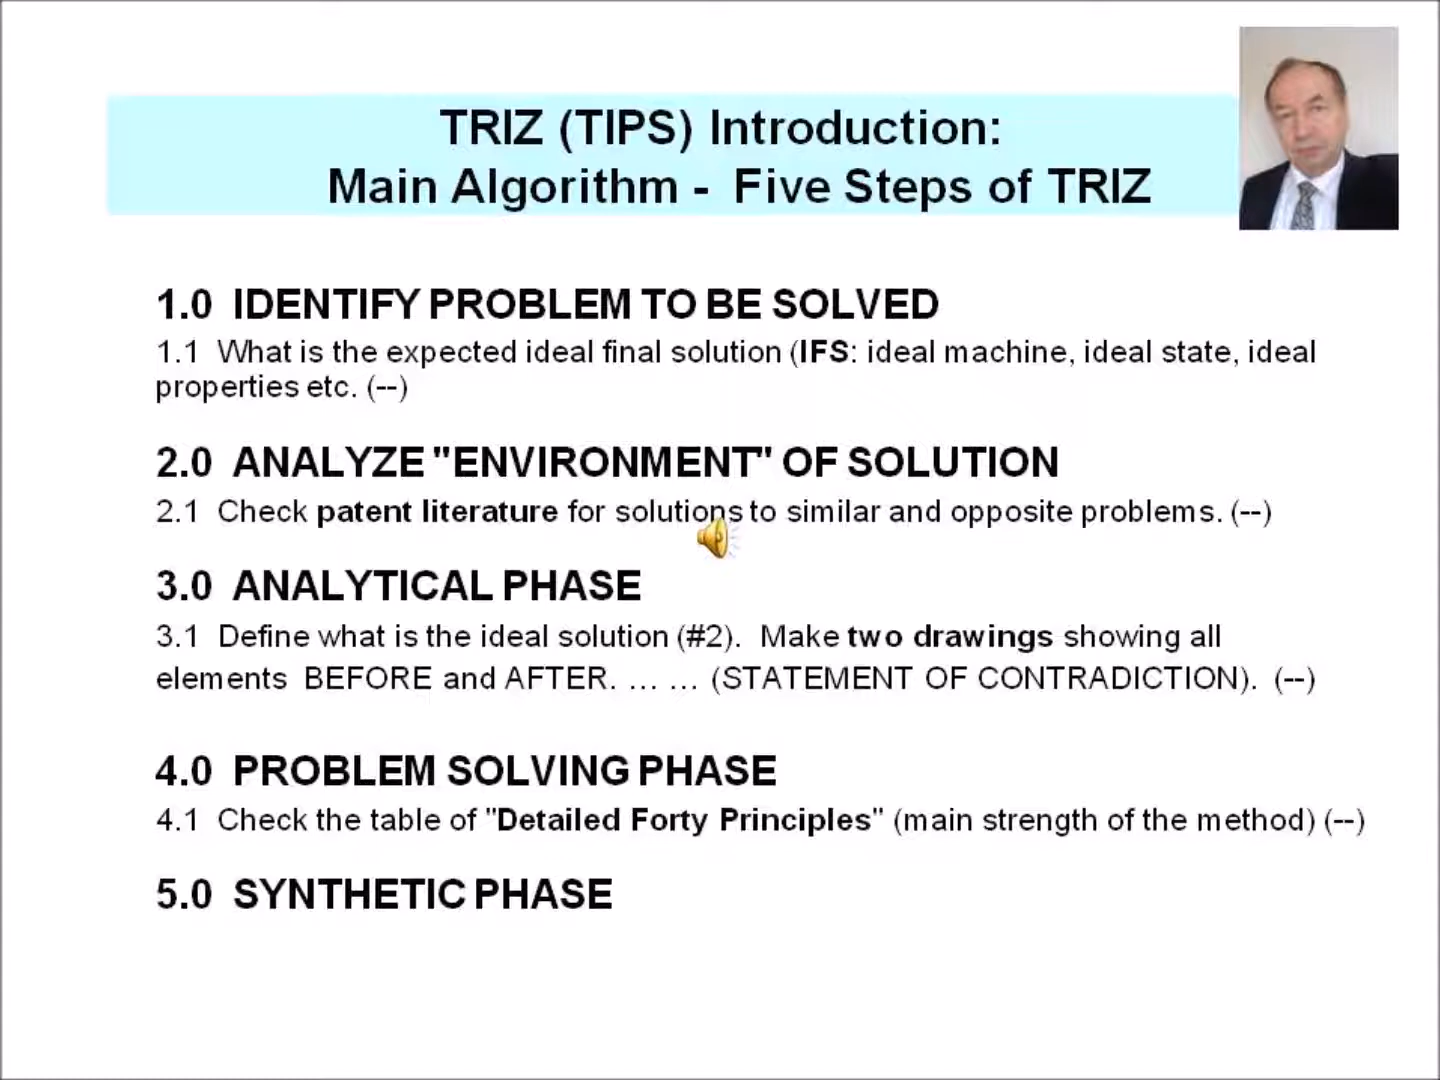 TRIZ (TIPS) Introduction:
Main Algorithm - Five Steps of TRIZ
1.0 IDENTIFY PROBLEM TO BE SOLVED
1.1 What is the expected ideal final solution (IFS: ideal machine, ideal state, ideal
properties etc. (--)
2.0 ANALYZE "ENVIRONMENT" OF SOLUTION
2.1 Check patent literature for solutions to similar and opposite problems. (--)
3.0 ANALYTICAL PHASE
3.1 Define what is the ideal solution (#2). Make two drawings showing all
elements BEFORE and AFTER. ... ... (STATEMENT OF CONTRADICTION). (--)
4.0 PROBLEM SOLVING PHASE
4.1 Check the table of "Detailed Forty Principles" (main strength of the method) (--)
5.0 SYNTHETIC PHASE